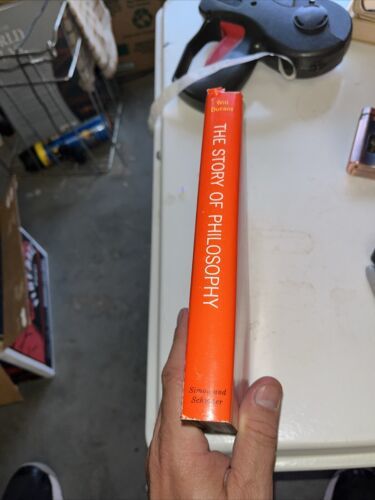 Will
Durant
THE STORY OF PHILOSOPHY
Simon and
Schuster